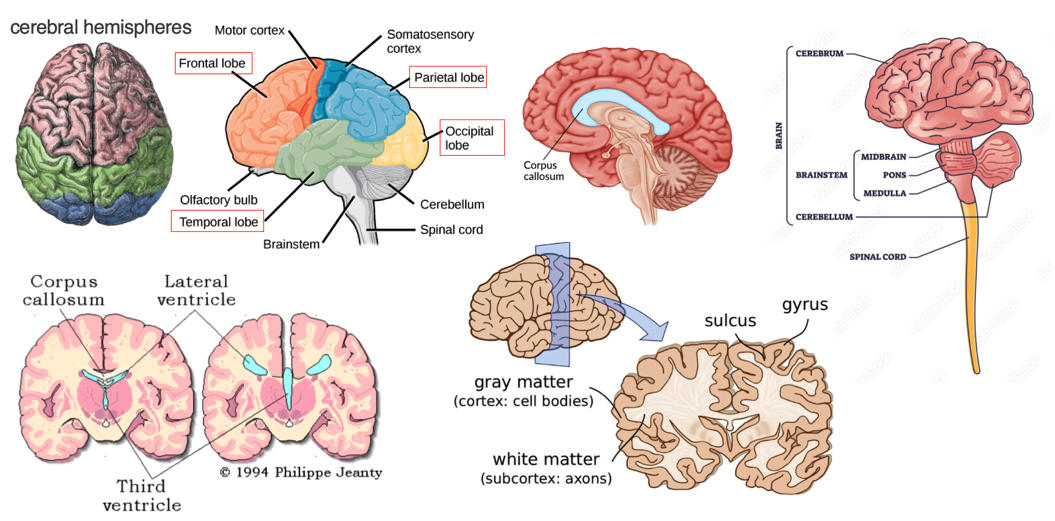 cerebral hemispheres
Motor cortex
Somatosensory
cortex
Frontal lobe
Parietal lobe
Occipital
lobe
Olfactory bulb
Temporal lobe
Cerebellum
Brainstem
Spinal cord
Corpus
callosum
CEREBRUM
BRAIN
MIDBRAIN
BRAINSTEM
PONS
MEDULLA
CEREBELLUM
SPINAL CORD
Corpus
callosum
Lateral
ventricle
© 1994 Philippe Jeanty
Third
ventricle
sulcus
gyrus
gray matter
(cortex: cell bodies)
white matter
(subcortex: axons)